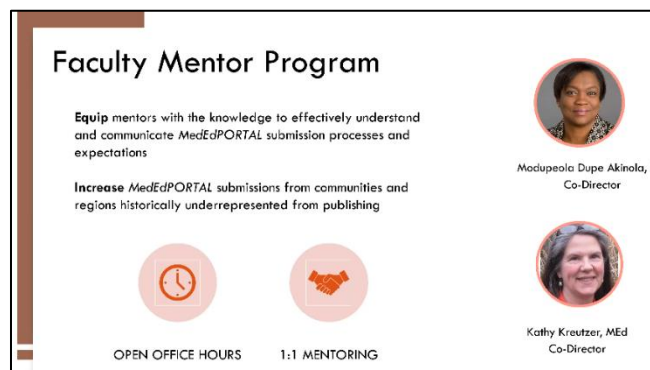 Faculty Mentor Program
Equip mentors with the knowledge to effectively understand
and communicate MedEdPORTAL submission processes and
expectations
Increase MedEdPORTAL submissions from communities and
regions historically underrepresented from publishing
OPEN OFFICE HOURS
1:1 MENTORING
Modupeola Dupe Akinola,
Co-Director
Kathy Kreutzer, MEd
Co-Director